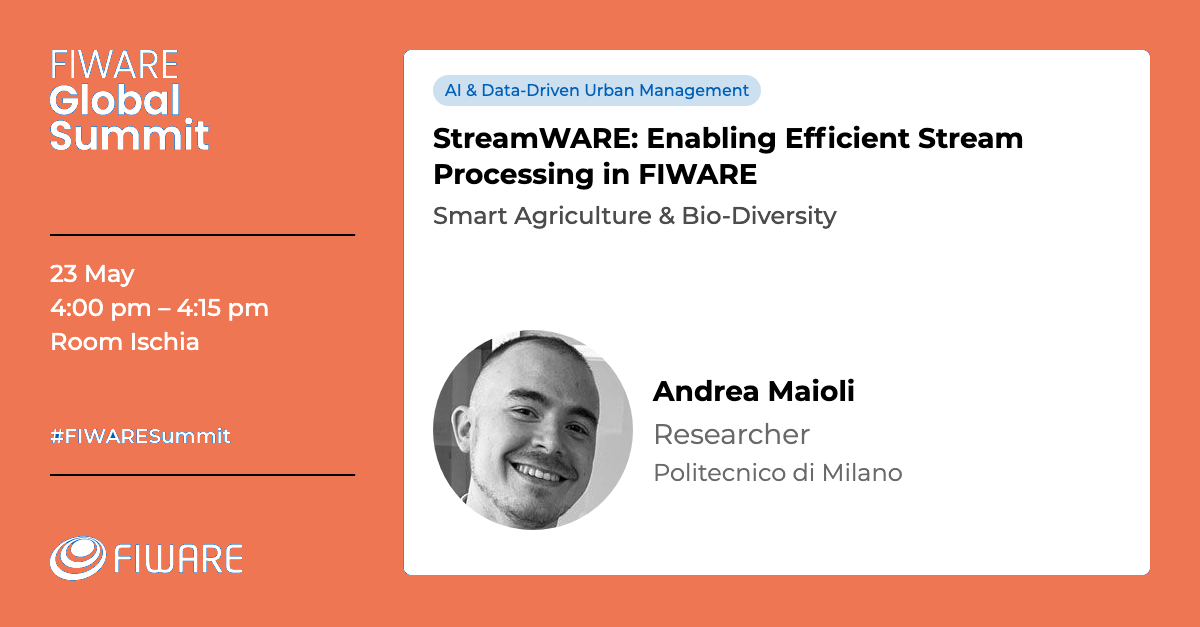 FIWARE
Global
Summit
23 May
4:00 pm – 4:15 pm
Room Ischia
#FIWARESummit
FIWARE
AI & Data-Driven Urban Management
StreamWARE: Enabling Efficient Stream
Processing in FIWARE
Smart Agriculture & Bio-Diversity
Andrea Maioli
Researcher
Politecnico di Milano